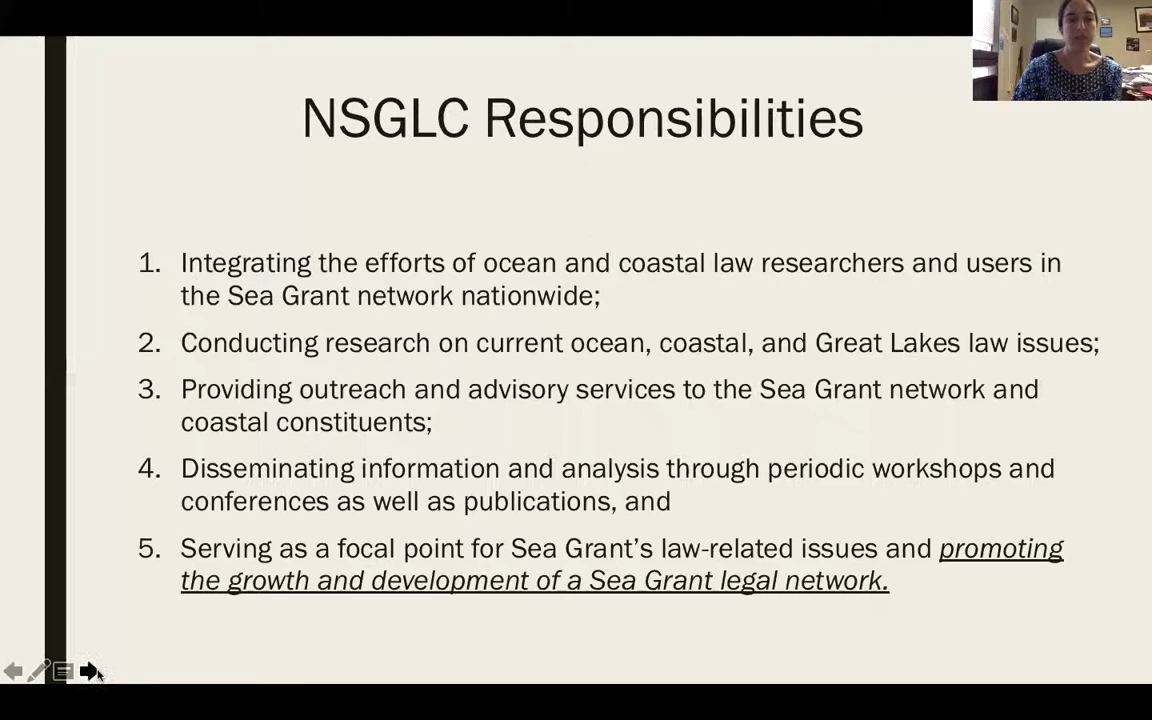 NSGLC Responsibilities
1. Integrating the efforts of ocean and coastal law researchers and users in
the Sea Grant network nationwide;
2. Conducting research on current ocean, coastal, and Great Lakes law issues;
3. Providing outreach and advisory services to the Sea Grant network and
coastal constituents;
4. Disseminating information and analysis through periodic workshops and
conferences as well as publications, and
5. Serving as a focal point for Sea Grant’s law-related issues and promoting
the growth and development of a Sea Grant legal network.